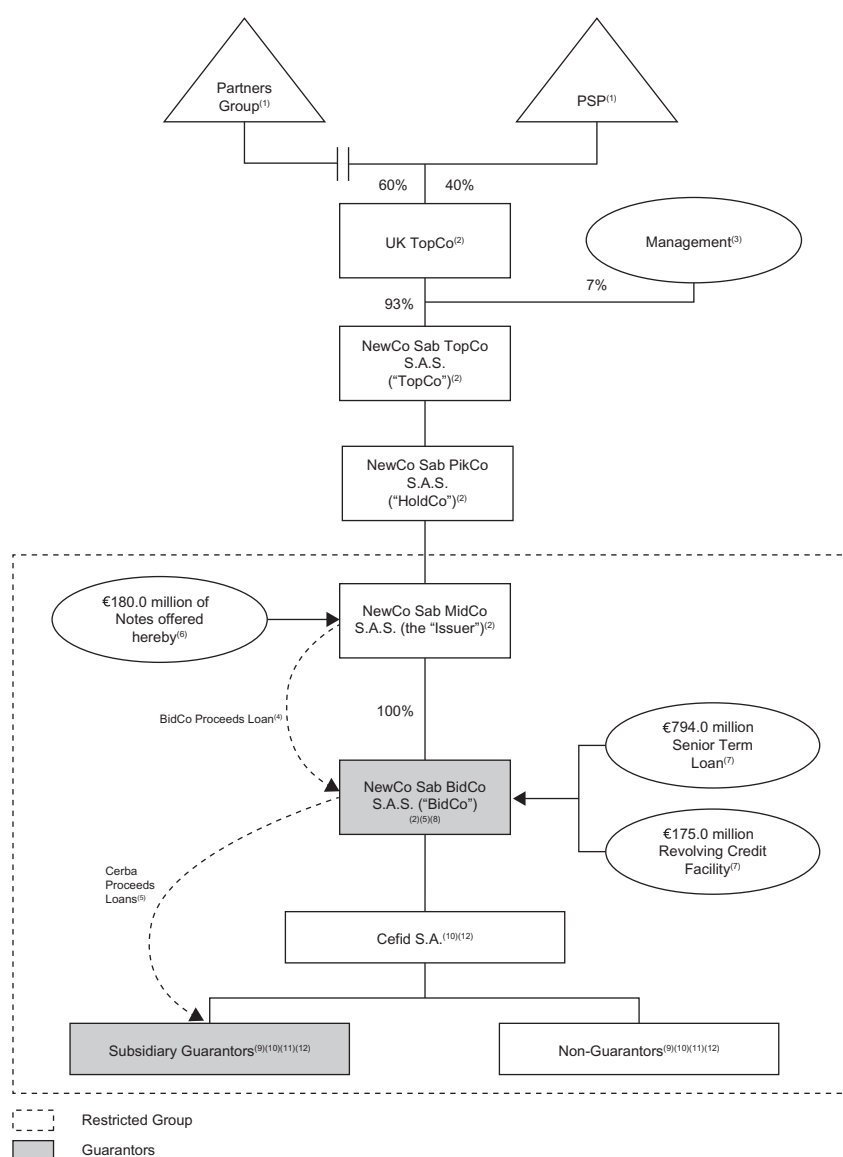 Partners
Group(1)
PSP(1)
60%
40%
UK TopCo(2)
Management(3)
7%
93%
NewCo Sab TopCo
S.A.S.
(“TopCo”)(2)
NewCo Sab PikCo
S.A.S.
(“HoldCo”)(2)
€180.0 million of
Notes offered
hereby(6)
NewCo Sab MidCo
S.A.S. (the “Issuer”)(2)
BidCo Proceeds Loan(4)
100%
€794.0 million
Senior Term
Loan(7)
NewCo Sab BidCo
S.A.S. (“BidCo”)
(2)(5)(8)
€175.0 million
Revolving Credit
Facility(7)
Cerba
Proceeds
Loans(5)
Cefid S.A.(10)(12)
Subsidiary Guarantors(9)(10)(11)(12)
Non-Guarantors(9)(10)(11)(12)
Restricted Group
Guarantors